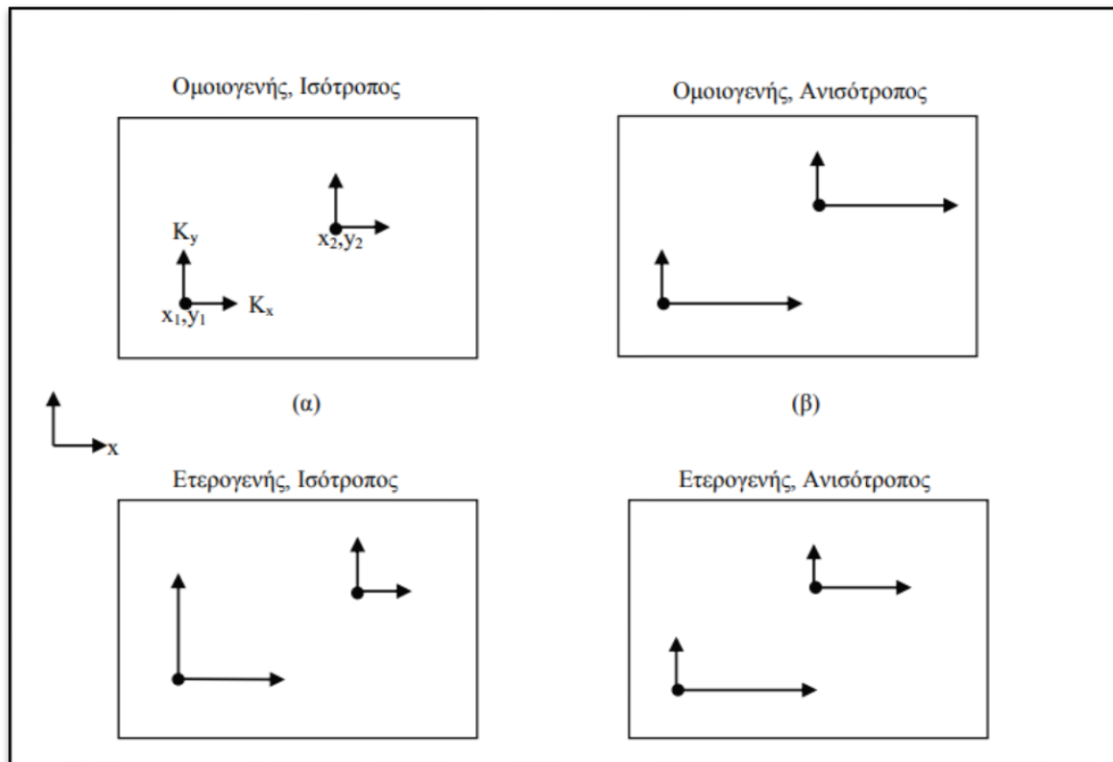 Ομοιογενής, Ισότροπος
Ομοιογενής, Ανισότροπος
Ky
x2,y2
Kx
x1,y1
(α)
(β)
x
Ετερογενής, Ισότροπος
Ετερογενής, Ανισότροπος